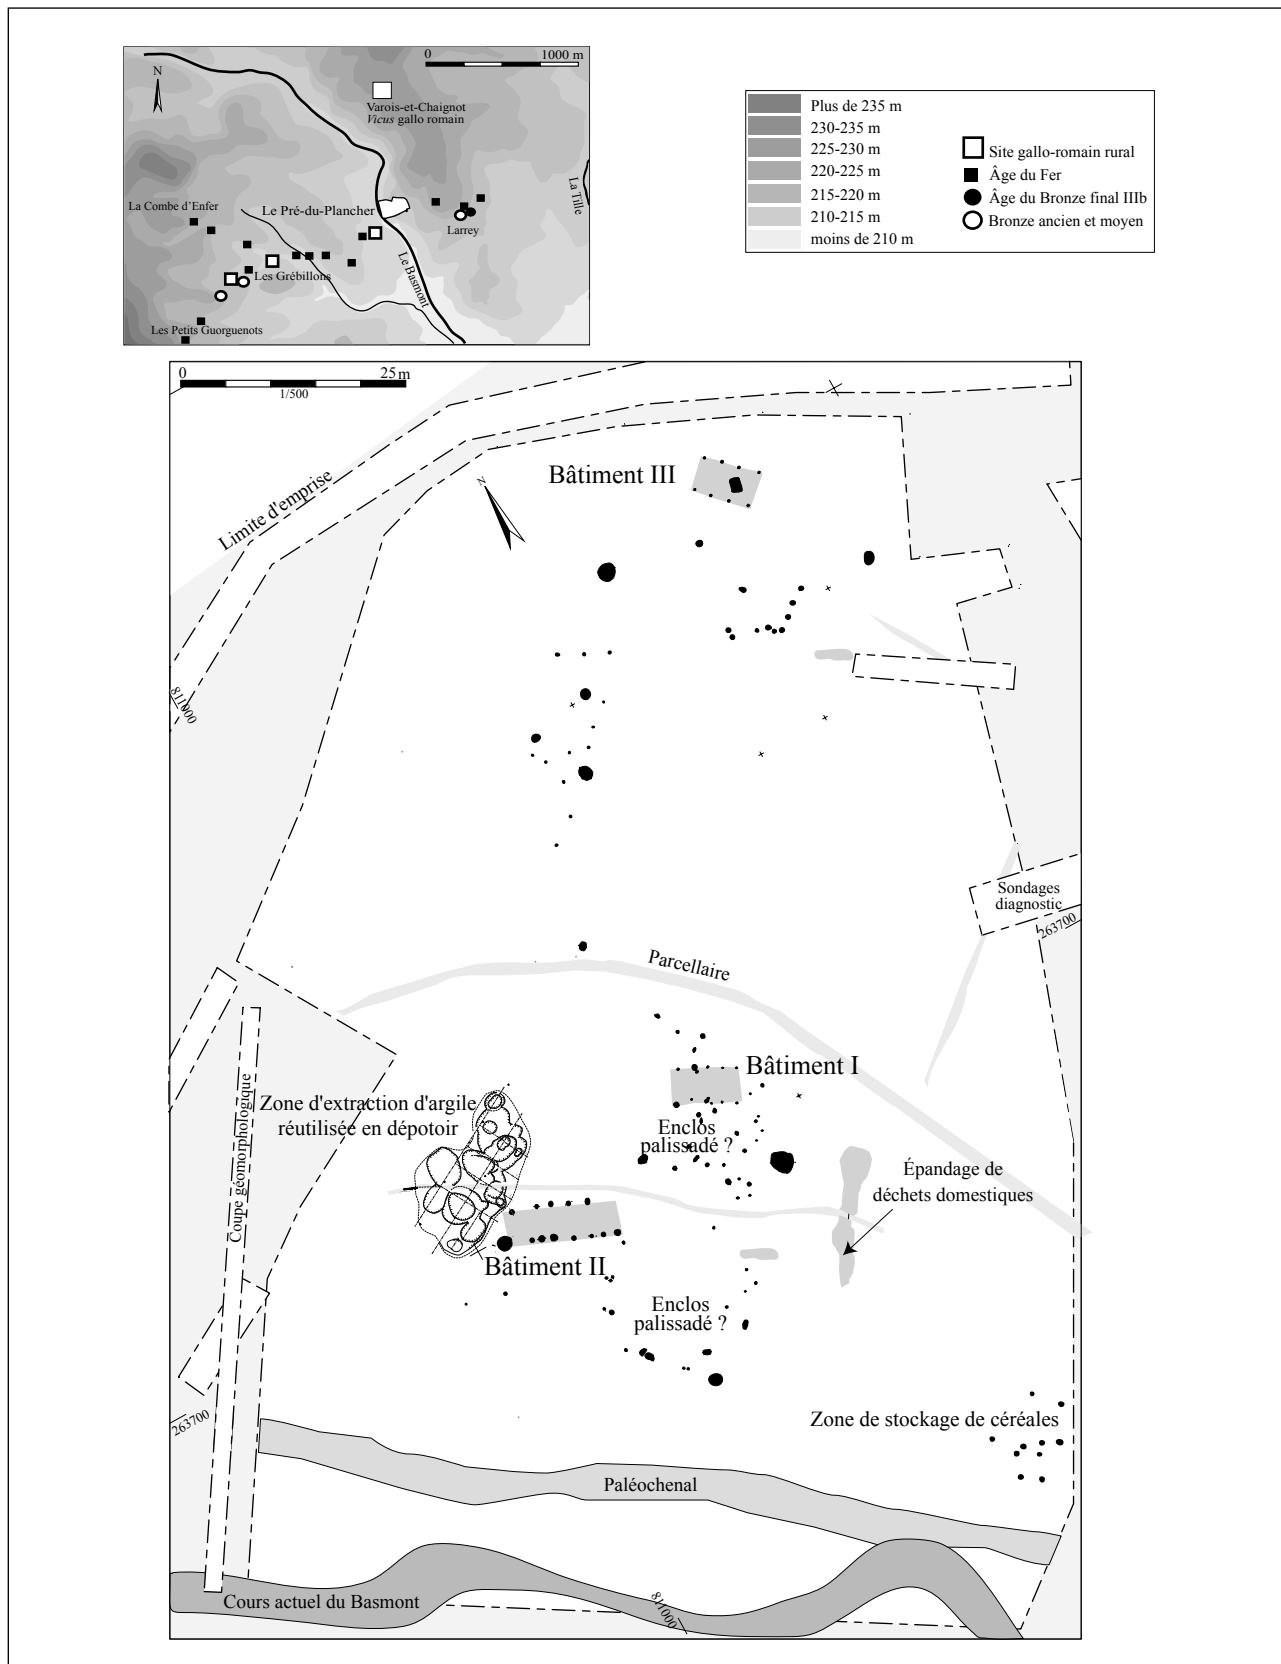 0 1000 m
N
Varois-et-Chaignot
Vicus gallo romain
La Combe d'Enfer
Le Pré-du-Plancher
Larrey
La Tille
Le Basmont
Les Grébillons
Les Petits Guorguenots
Plus de 235 m
230-235 m
225-230 m
220-225 m
215-220 m
210-215 m
moins de 210 m
Site gallo-romain rural
Âge du Fer
Âge du Bronze final IIIb
Bronze ancien et moyen
0 25 m
1/500
Limite d'emprise
N
Bâtiment III
811000
Sondages
diagnostic
263700
Parcellaire
Bâtiment I
Coupe géomorphologique
Zone d'extraction d'argile
réutilisée en dépotoir
Enclos
palissadé ?
Épandage de
déchets domestiques
Bâtiment II
Enclos
palissadé ?
263700
Zone de stockage de céréales
Paléochenal
Cours actuel du Basmont
811000